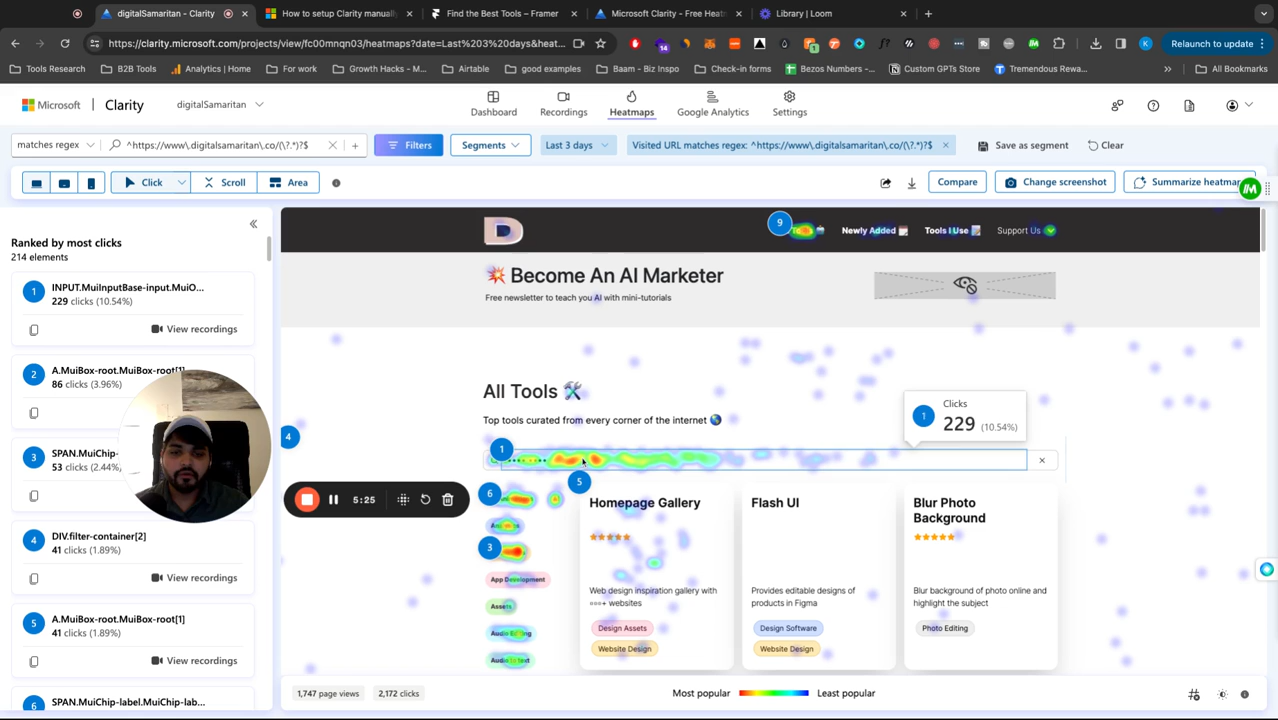 digitalSamaritan - Clarity
How to setup Clarity manually
Find the Best Tools – Framer
Microsoft Clarity - Free Heatm
Library | Loom
https://clarity.microsoft.com/projects/view/fc00mnqn03/heatmaps?date=Last%203%20days&heat...
14
1
K
Relaunch to update
Tools Research
B2B Tools
Analytics | Home
For work
Growth Hacks - M...
Airtable
good examples
Baam - Biz Inspo
Check-in forms
Bezos Numbers -...
Custom GPTs Store
Tremendous Rewa...
»
All Bookmarks
Microsoft | Clarity
digitalSamaritan
Dashboard
Recordings
Heatmaps
Google Analytics
Settings
matches regex
^https://www\.digitalsamaritan\.co/(\?.*)?$
Filters
Segments
Last 3 days
Visited URL matches regex: ^https://www\.digitalsamaritan\.co/(\?.*)?$
Save as segment
Clear
Click
Scroll
Area
Compare
Change screenshot
Summarize heatmap
Ranked by most clicks
214 elements
1
INPUT.MuiInputBase-input.MuiO...
229 clicks (10.54%)
View recordings
2
A.MuiBox-root.MuiBox-root[1]
86 clicks (3.96%)
3
SPAN.MuiChip-
53 clicks (2.44%)
4
DIV.filter-container[2]
41 clicks (1.89%)
View recordings
5
A.MuiBox-root.MuiBox-root[1]
41 clicks (1.89%)
View recordings
6
SPAN.MuiChip-label.MuiChip-lab...
5:25
D
9
Newly Added
Tools I Use
Support Us
Become An AI Marketer
Free newsletter to teach you AI with mini-tutorials
All Tools
Top tools curated from every corner of the internet
Clicks
1
229 (10.54%)
1
4
5
6
3
App Development
Assets
Audio Editing
Audio to text
Homepage Gallery
Web design inspiration gallery with
+ websites
Design Assets
Website Design
Flash UI
Provides editable designs of
products in Figma
Design Software
Website Design
Blur Photo
Background
Blur background of photo online and
highlight the subject
Photo Editing
1,747 page views
2,172 clicks
Most popular
Least popular